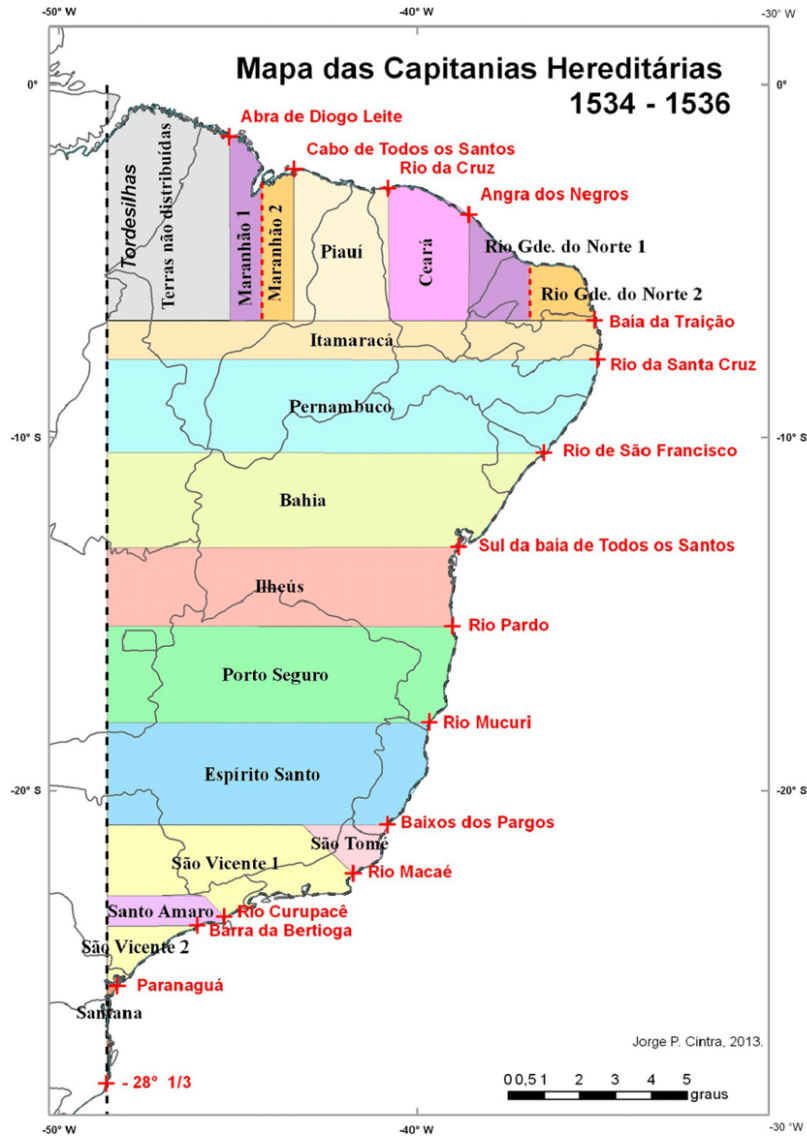 -50° W
-40° W
-30° W
Mapa das Capitanias Hereditárias
1534 - 1536
0°
0°
Abra de Diogo Leite
Cabo de Todos os Santos
Rio da Cruz
Angra dos Negros
Tordesilhas
Terras não distribuídas
Maranhão 1
Maranhão 2
Piauí
Ceará
Rio Gde. do Norte 1
Rio Gde. do Norte 2
Baía da Traição
Itamaracá
Rio da Santa Cruz
Pernambuco
-10° S
-10° S
Rio de São Francisco
Bahia
Sul da baía de Todos os Santos
Ilheús
Rio Pardo
Porto Seguro
Rio Mucuri
Espírito Santo
-20° S
-20° S
Baixos dos Pargos
São Tomé
São Vicente 1
Rio Macaé
Santo Amaro
Rio Curupacê
Barra da Bertioga
São Vicente 2
Paranaguá
Santana
Jorge P. Cintra, 2013.
- 28° 1/3
0 0,5 1 2 3 4 5
graus
-50° W
-40° W
-30° W